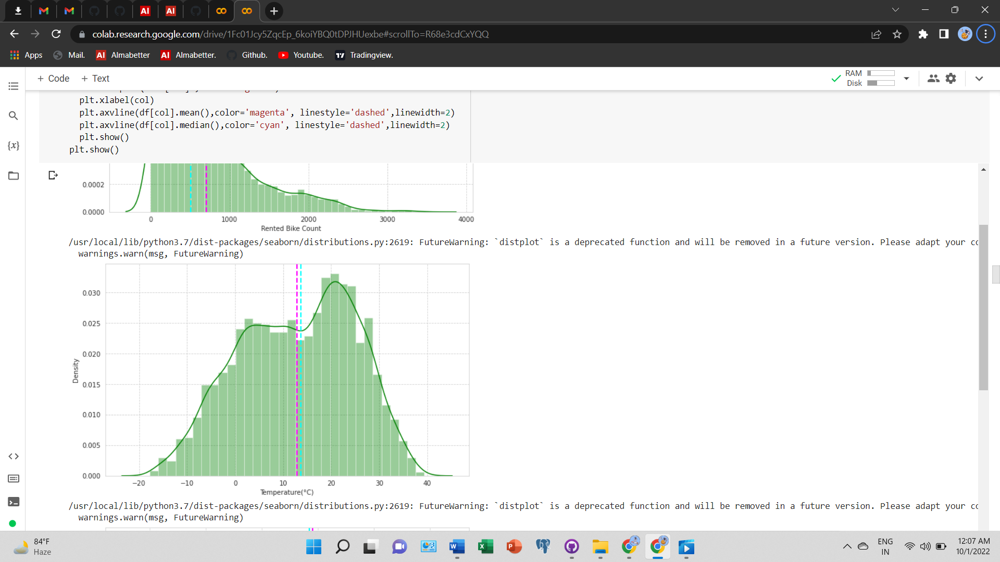 colab.research.google.com/drive/1Fc01Jcy5ZqcEp_6koiYBQ0tDPJHUexbe#scrollTo=R68e3cdCxYQQ
Apps Mail. AI Almabetter AI Almabetter. Github. Youtube. Tradingview.
+ Code + Text
RAM
Disk
plt.xlabel(col)
plt.axvline(df[col].mean(),color='magenta', linestyle='dashed',linewidth=2)
plt.axvline(df[col].median(),color='cyan', linestyle='dashed',linewidth=2)
plt.show()
plt.show()
{x}
0.0002
0.0000
0 1000 2000 3000 4000
Rented Bike Count
/usr/local/lib/python3.7/dist-packages/seaborn/distributions.py:2619: FutureWarning: `distplot` is a deprecated function and will be removed in a future version. Please adapt your
warnings.warn(msg, FutureWarning)
0.030
0.025
0.020
0.015
0.010
0.005
0.000
Density
−20 −10 0 10 20 30 40
Temperature(°C)
/usr/local/lib/python3.7/dist-packages/seaborn/distributions.py:2619: FutureWarning: `distplot` is a deprecated function and will be removed in a future version. Please adapt your
warnings.warn(msg, FutureWarning)
84°F
Haze
ENG
IN
12:07 AM
10/1/2022